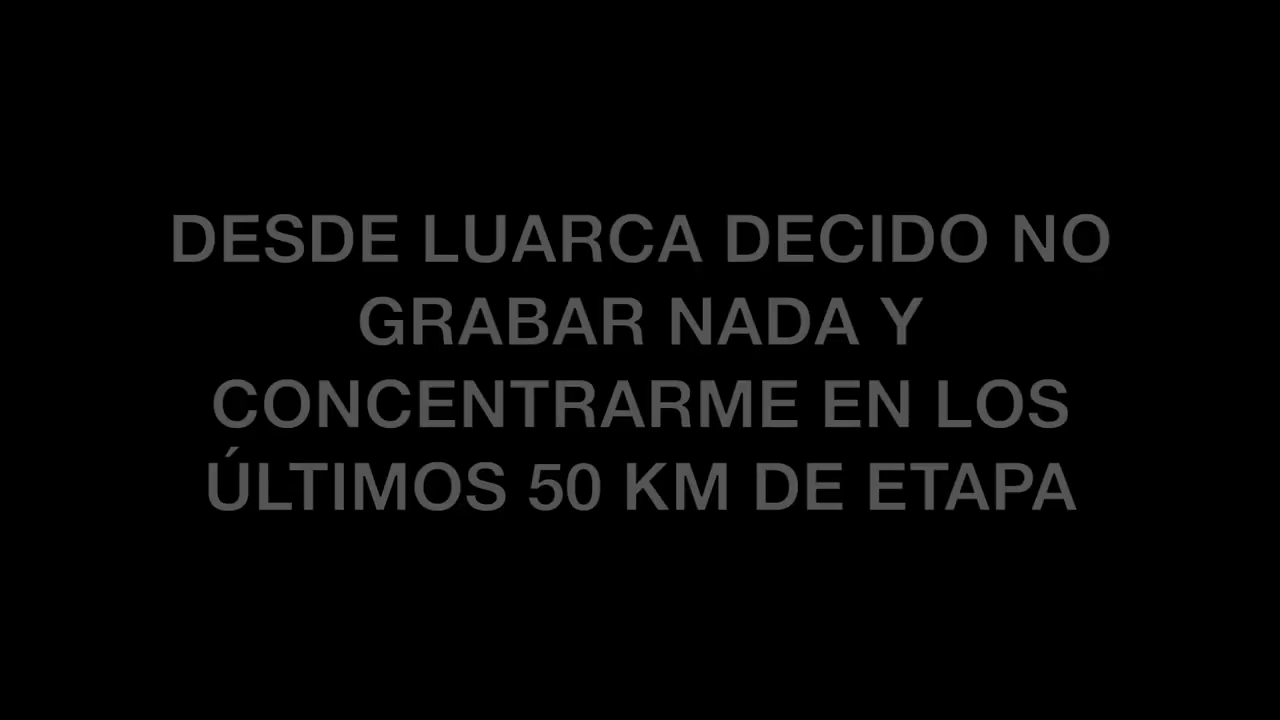 DESDE LUARCA DECIDO NO
GRABAR NADA Y
CONCENTRARME EN LOS
ÚLTIMOS 50 KM DE ETAPA